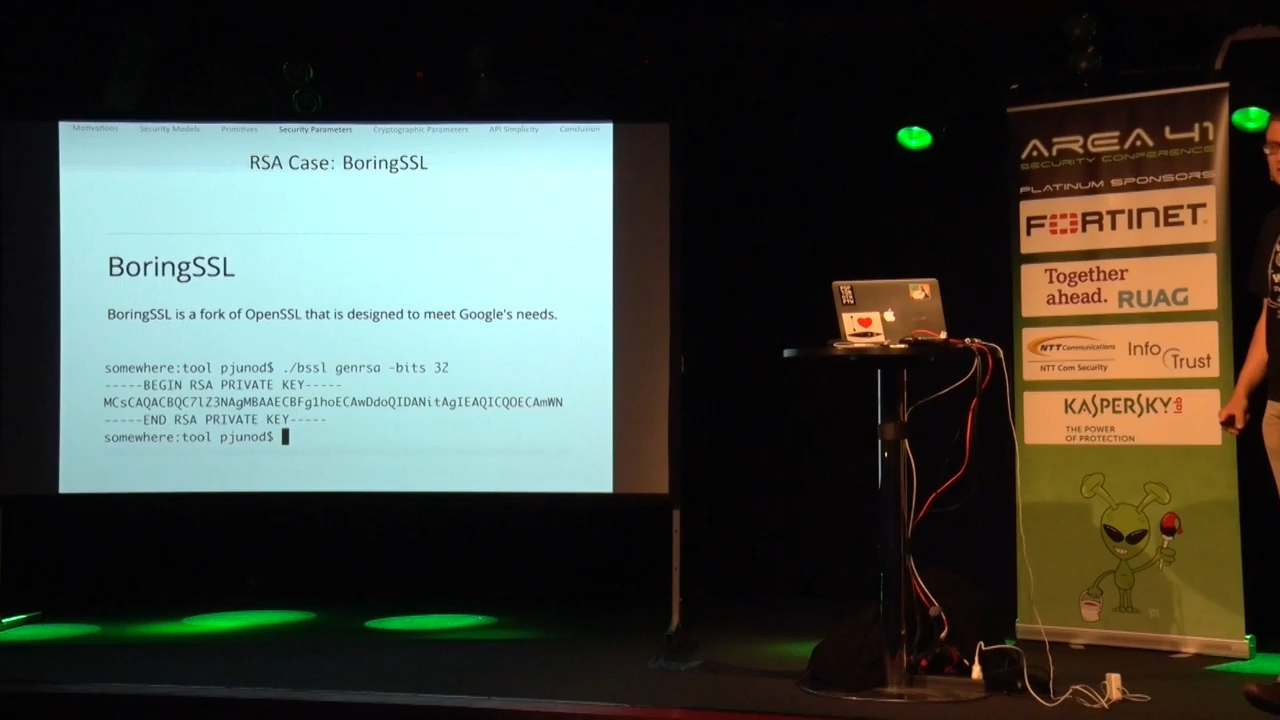 Motivations Security Models Primitives Security Parameters Cryptographic Parameters API Simplicity Conclusion
RSA Case: BoringSSL
BoringSSL
BoringSSL is a fork of OpenSSL that is designed to meet Google's needs.
somewhere:tool pjunod$ ./bssl genrsa -bits 32
-----BEGIN RSA PRIVATE KEY-----
MCsCAQACBQC7lZ3NAgMBAAECBFg1hoECAwDdoQIDANitAgIEAQICQOECAmWN
-----END RSA PRIVATE KEY-----
somewhere:tool pjunod$
AREA 41
SECURITY CONFERENCE
PLATINUM SPONSORS
FORTINET
Together
ahead. RUAG
NTT Communications
NTT Com Security
Info Trust
KASPERSKY lab
THE POWER
OF PROTECTION